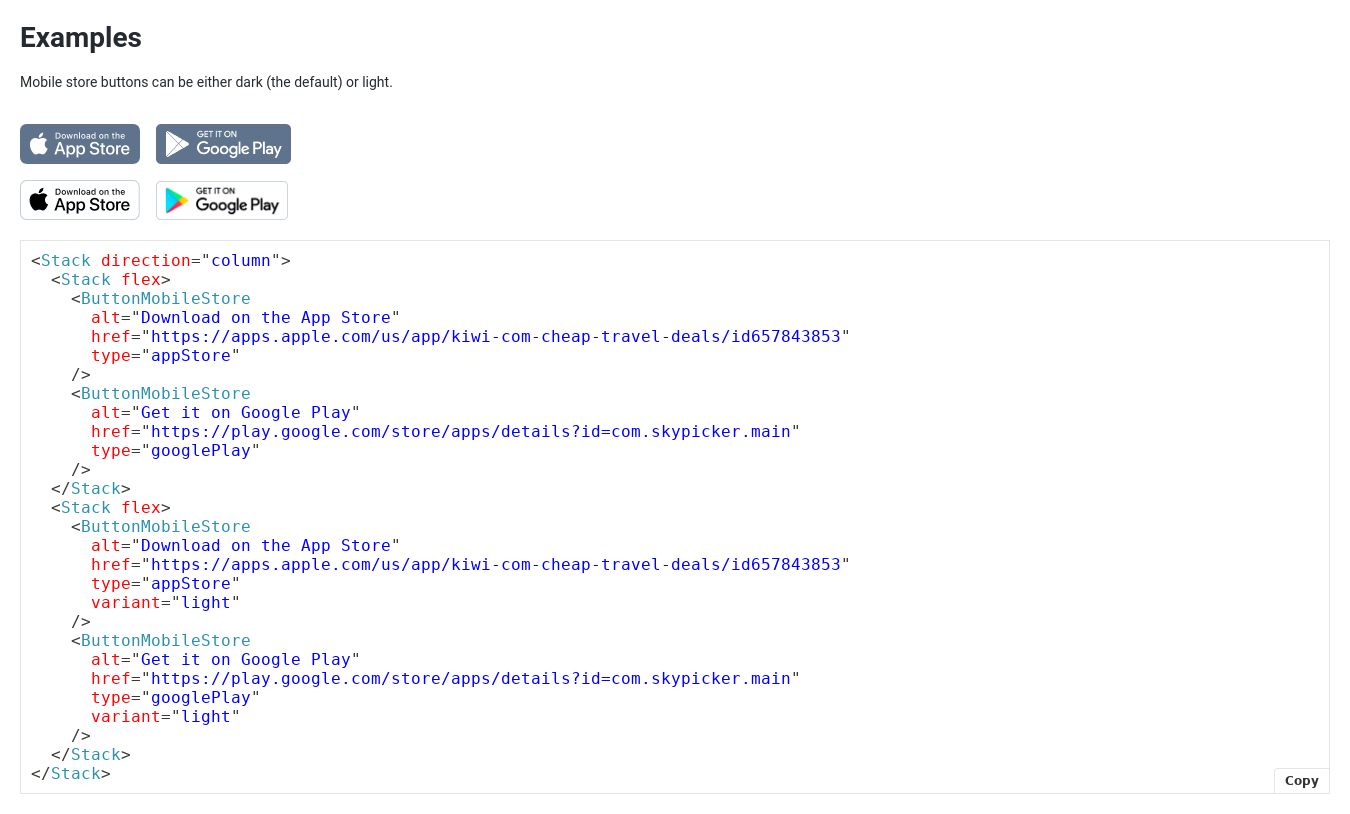 Examples
Mobile store buttons can be either dark (the default) or light.
Download on the
App Store
GET IT ON
Google Play
Download on the
App Store
GET IT ON
Google Play
<Stack direction="column">
  <Stack flex>
    <ButtonMobileStore
      alt="Download on the App Store"
      href="https://apps.apple.com/us/app/kiwi-com-cheap-travel-deals/id657843853"
      type="appStore"
    />
    <ButtonMobileStore
      alt="Get it on Google Play"
      href="https://play.google.com/store/apps/details?id=com.skypicker.main"
      type="googlePlay"
    />
  </Stack>
  <Stack flex>
    <ButtonMobileStore
      alt="Download on the App Store"
      href="https://apps.apple.com/us/app/kiwi-com-cheap-travel-deals/id657843853"
      type="appStore"
      variant="light"
    />
    <ButtonMobileStore
      alt="Get it on Google Play"
      href="https://play.google.com/store/apps/details?id=com.skypicker.main"
      type="googlePlay"
      variant="light"
    />
  </Stack>
</Stack>
Copy